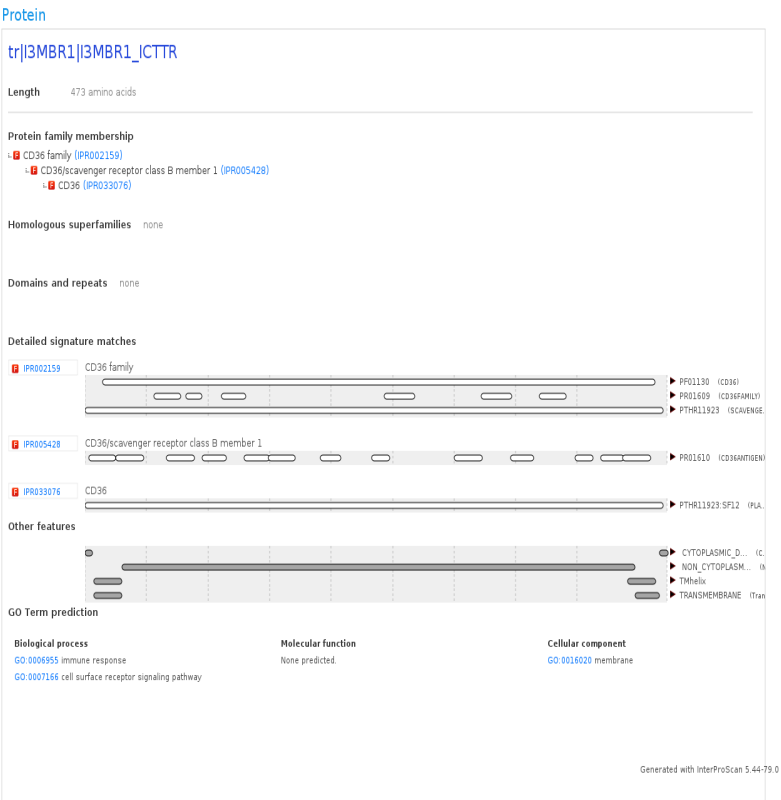 Protein
tr|I3MBR1|I3MBR1_ICTTR
Length 473 amino acids
Protein family membership
F CD36 family (IPR002159)
F CD36/scavenger receptor class B member 1 (IPR005428)
F CD36 (IPR033076)
Homologous superfamilies none
Domains and repeats none
Detailed signature matches
F IPR002159 CD36 family
PF01130 (CD36)
PR01609 (CD36FAMILY)
PTHR11923 (SCAVENGE.
F IPR005428 CD36/scavenger receptor class B member 1
PR01610 (CD36ANTIGEN)
F IPR033076 CD36
PTHR11923:SF12 (PLA..
Other features
CYTOPLASMIC_D... (C.
NON_CYTOPLASM... (N
TMhelix
TRANSMEMBRANE (Tran
GO Term prediction
Biological process Molecular function Cellular component
GO:0006955 immune response None predicted. GO:0016020 membrane
GO:0007166 cell surface receptor signaling pathway
Generated with InterProScan 5.44-79.0